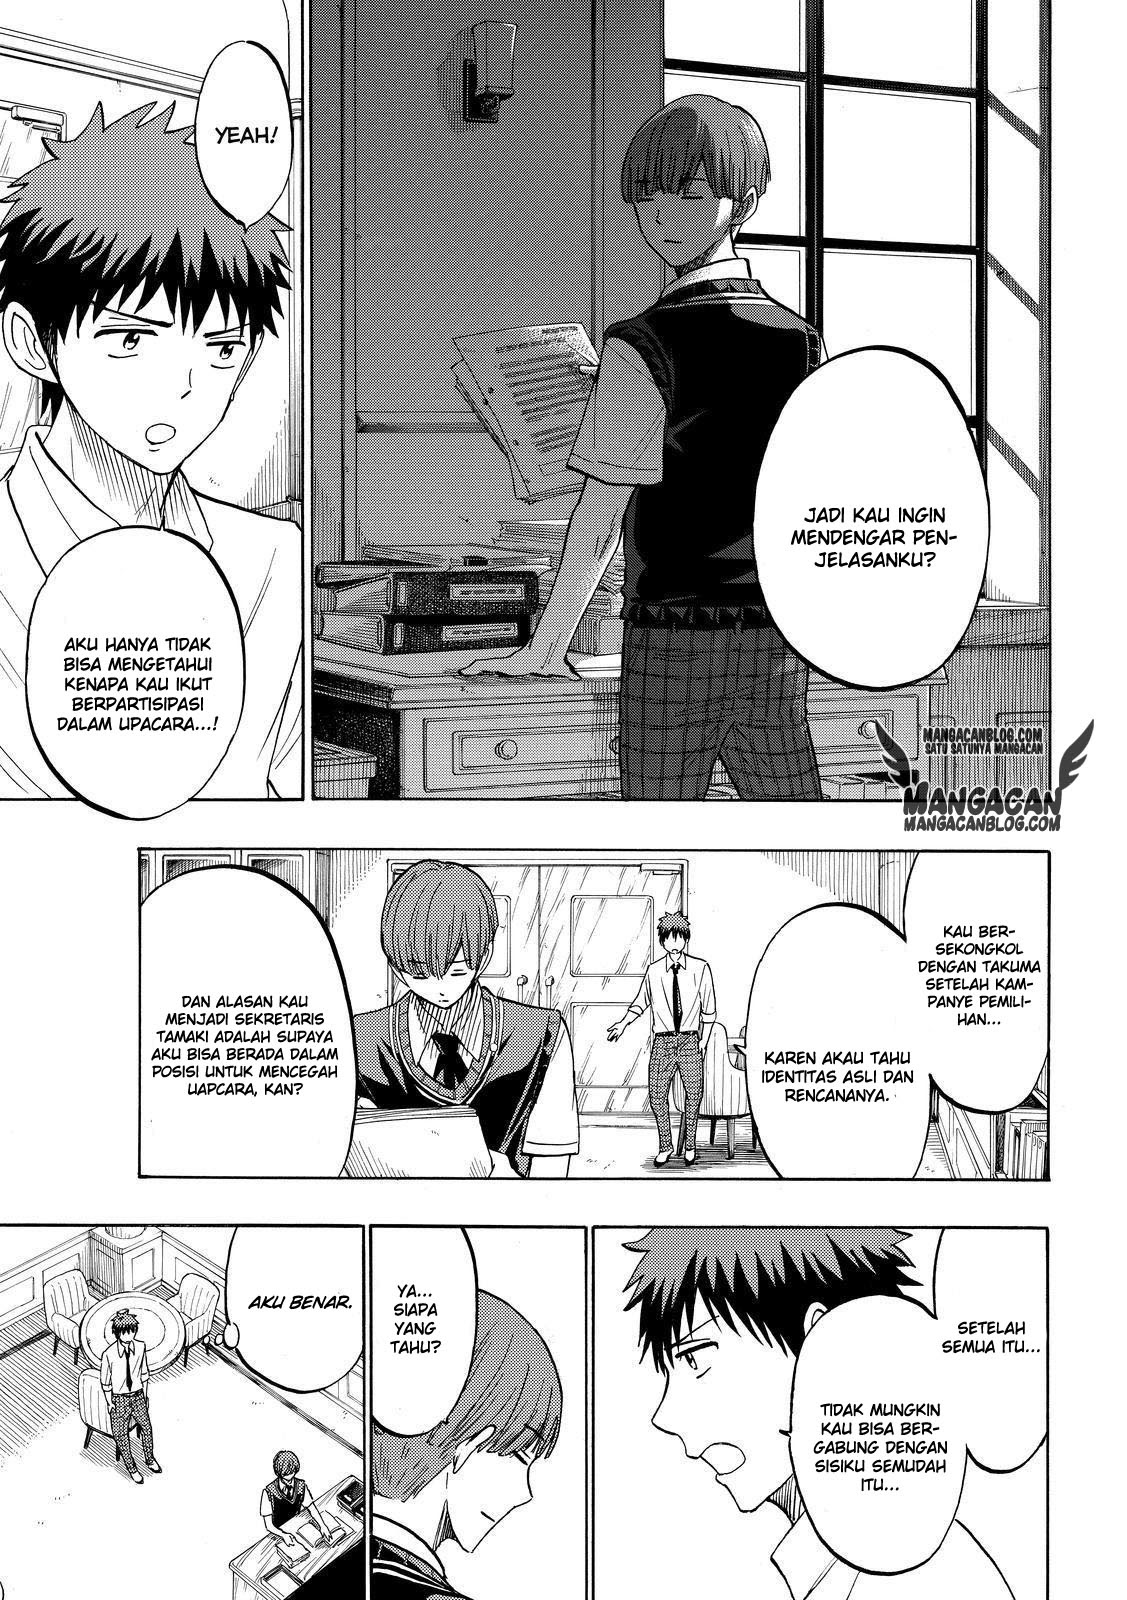 JADI KAU INGIN
MENDENGAR PEN-
JELASANKU?
YEAH!
AKU HANYA TIDAK
BISA MENGETAHUI
KENAPA KAU IKUT
BERPARTISIPASI
DALAM UPACARA...!
MANGACANBLOG.COM
SATU SATUNYA MANGACAN
MANGACAN
MANGACANBLOG.COM
KAU BER-
SEKONGKOL
DENGAN TAKUMA
SETELAH KAM-
PANYE PEMILI-
HAN...
KAREN AKAU TAHU
IDENTITAS ASLI DAN
RENCANANYA.
DAN ALASAN KAU
MENJADI SEKRETARIS
TAMAKI ADALAH SUPAYA
AKU BISA BERADA DALAM
POSISI UNTUK MENCEGAH
UAPCARA, KAN?
SETELAH
SEMUA ITU...
TIDAK MUNGKIN
KAU BISA BER-
GABUNG DENGAN
SISIKU SEMUDAH
ITU...
YA...
SIAPA
YANG
TAHU?
AKU BENAR.